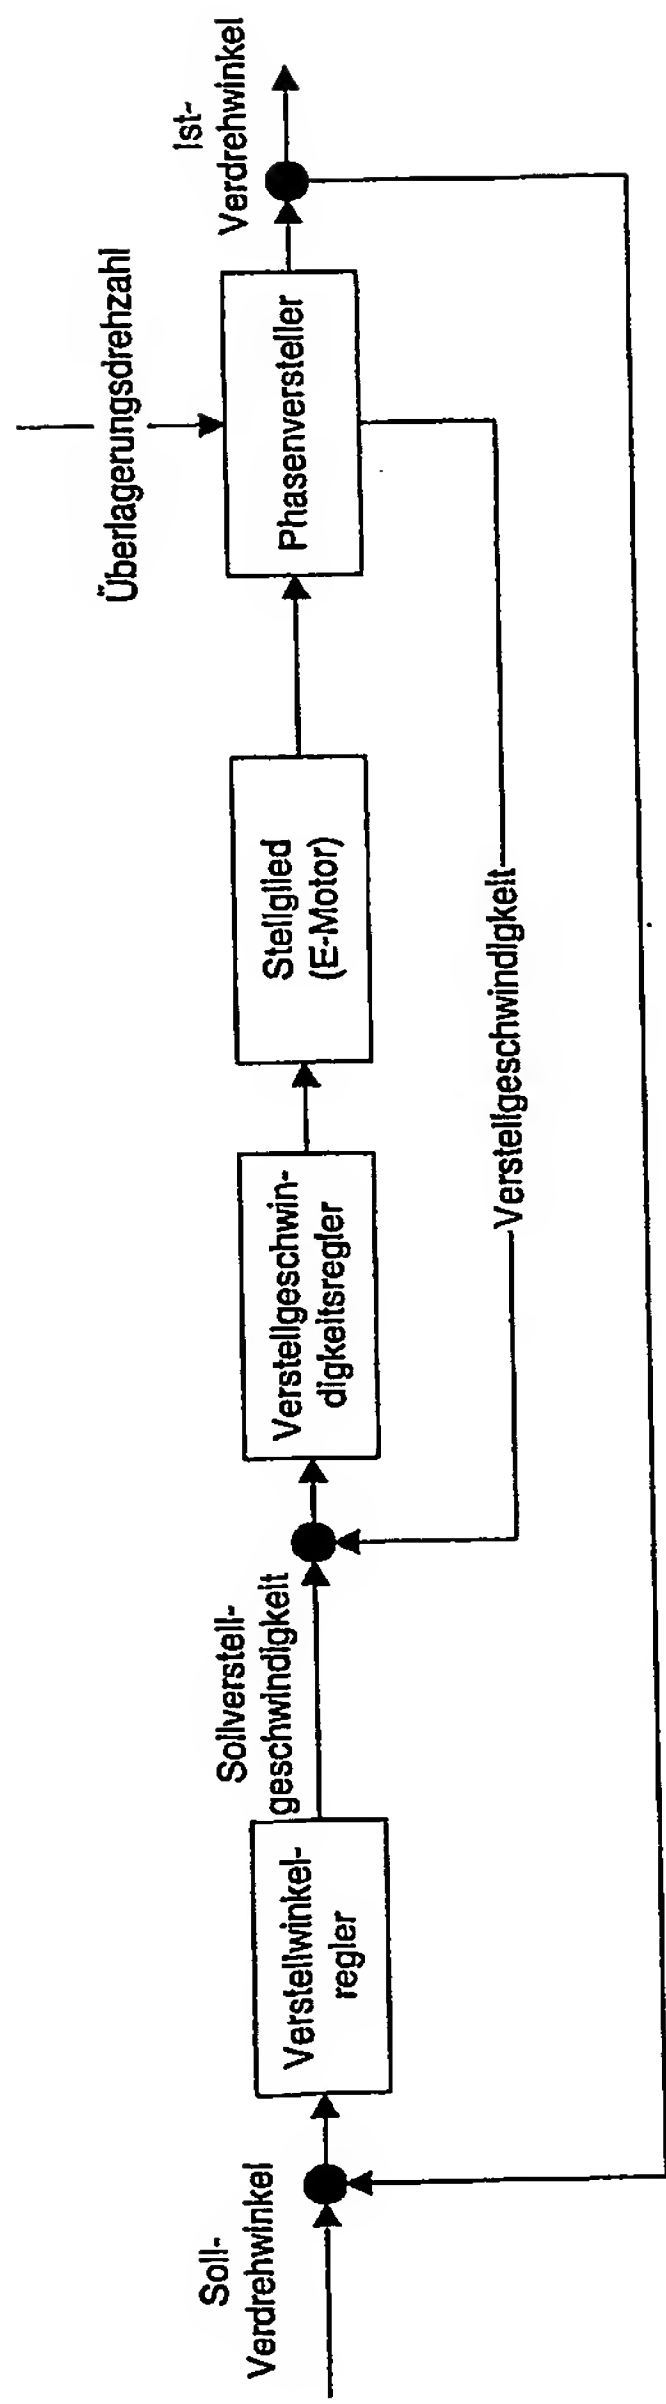 Soll-
Verdrehwinkel
Verstellwinkel-
regler
Sollverstell-
geschwindigkeit
Verstellgeschwin-
digkeitsregler
Stellglied
(E-Motor)
Überlagerungsdrehzahl
Phasenversteller
Ist-
Verdrehwinkel
Verstellgeschwindigkeit